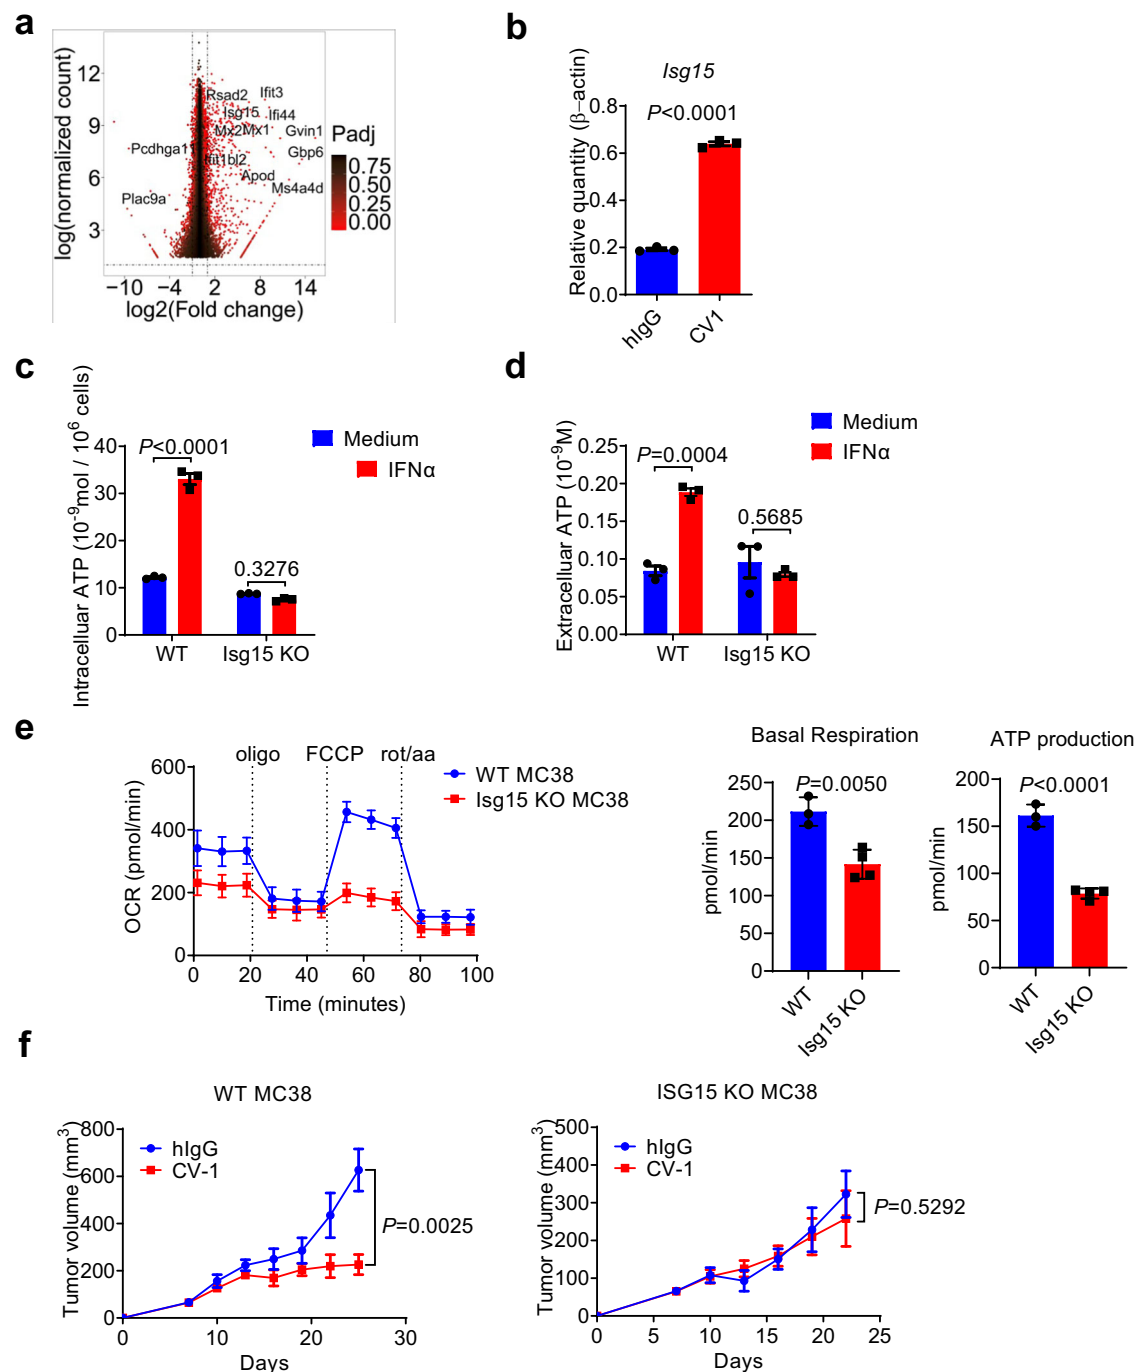 a
log(normalized count)
12
9
6
3
Rsad2
Ifit3
Isg15
Ifi44
Mx2
Mx1
Gvin1
Pcdhga11
Ifit1bl2
Gbp6
Apod
Ms4a4d
Plac9a
−10 −4 2 8 14
log2(Fold change)
Padj
0.75
0.50
0.25
0.00
b
Isg15
P<0.0001
Relative quantity (β−actin)
0.8
0.6
0.4
0.2
0.0
hIgG
CV1
c
Intracelluar ATP (10⁻⁹mol / 10⁶ cells)
40
30
20
10
0
P<0.0001
0.3276
WT
Isg15 KO
Medium
IFNα
d
Extracelluar ATP (10⁻⁹M)
0.25
0.20
0.15
0.10
0.05
0.00
P=0.0004
0.5685
WT
Isg15 KO
Medium
IFNα
e
oligo FCCP rot/aa
OCR (pmol/min)
600
400
200
0
0 20 40 60 80 100
Time (minutes)
WT MC38
Isg15 KO MC38
Basal Respiration
P=0.0050
pmol/min
250
200
150
100
50
0
WT
Isg15 KO
ATP production
P<0.0001
pmol/min
200
150
100
50
0
WT
Isg15 KO
f
WT MC38
Tumor volume (mm³)
800
600
400
200
0
hIgG
CV-1
P=0.0025
0 10 20 30
Days
ISG15 KO MC38
Tumor volume (mm³)
500
400
300
200
100
0
hIgG
CV-1
P=0.5292
0 5 10 15 20 25
Days